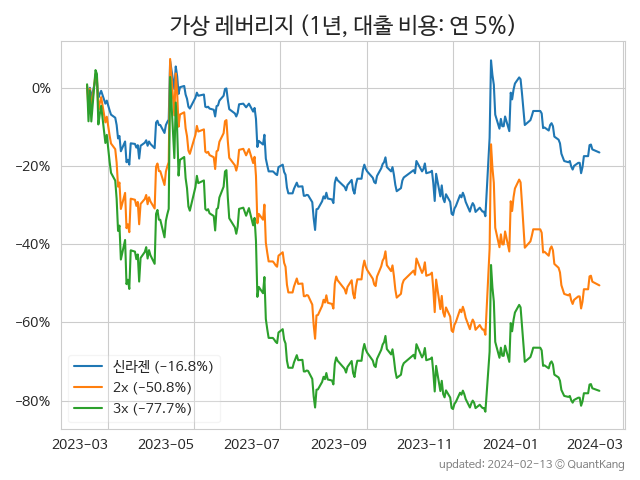 가상 레버리지 (1년, 대출 비용: 연 5%)
0%
−20%
−40%
−60%
−80%
신라젠 (−16.8%)
2x (−50.8%)
3x (−77.7%)
2023−03 2023−05 2023−07 2023−09 2023−11 2024−01 2024−03
updated: 2024−02−13 © QuantKang